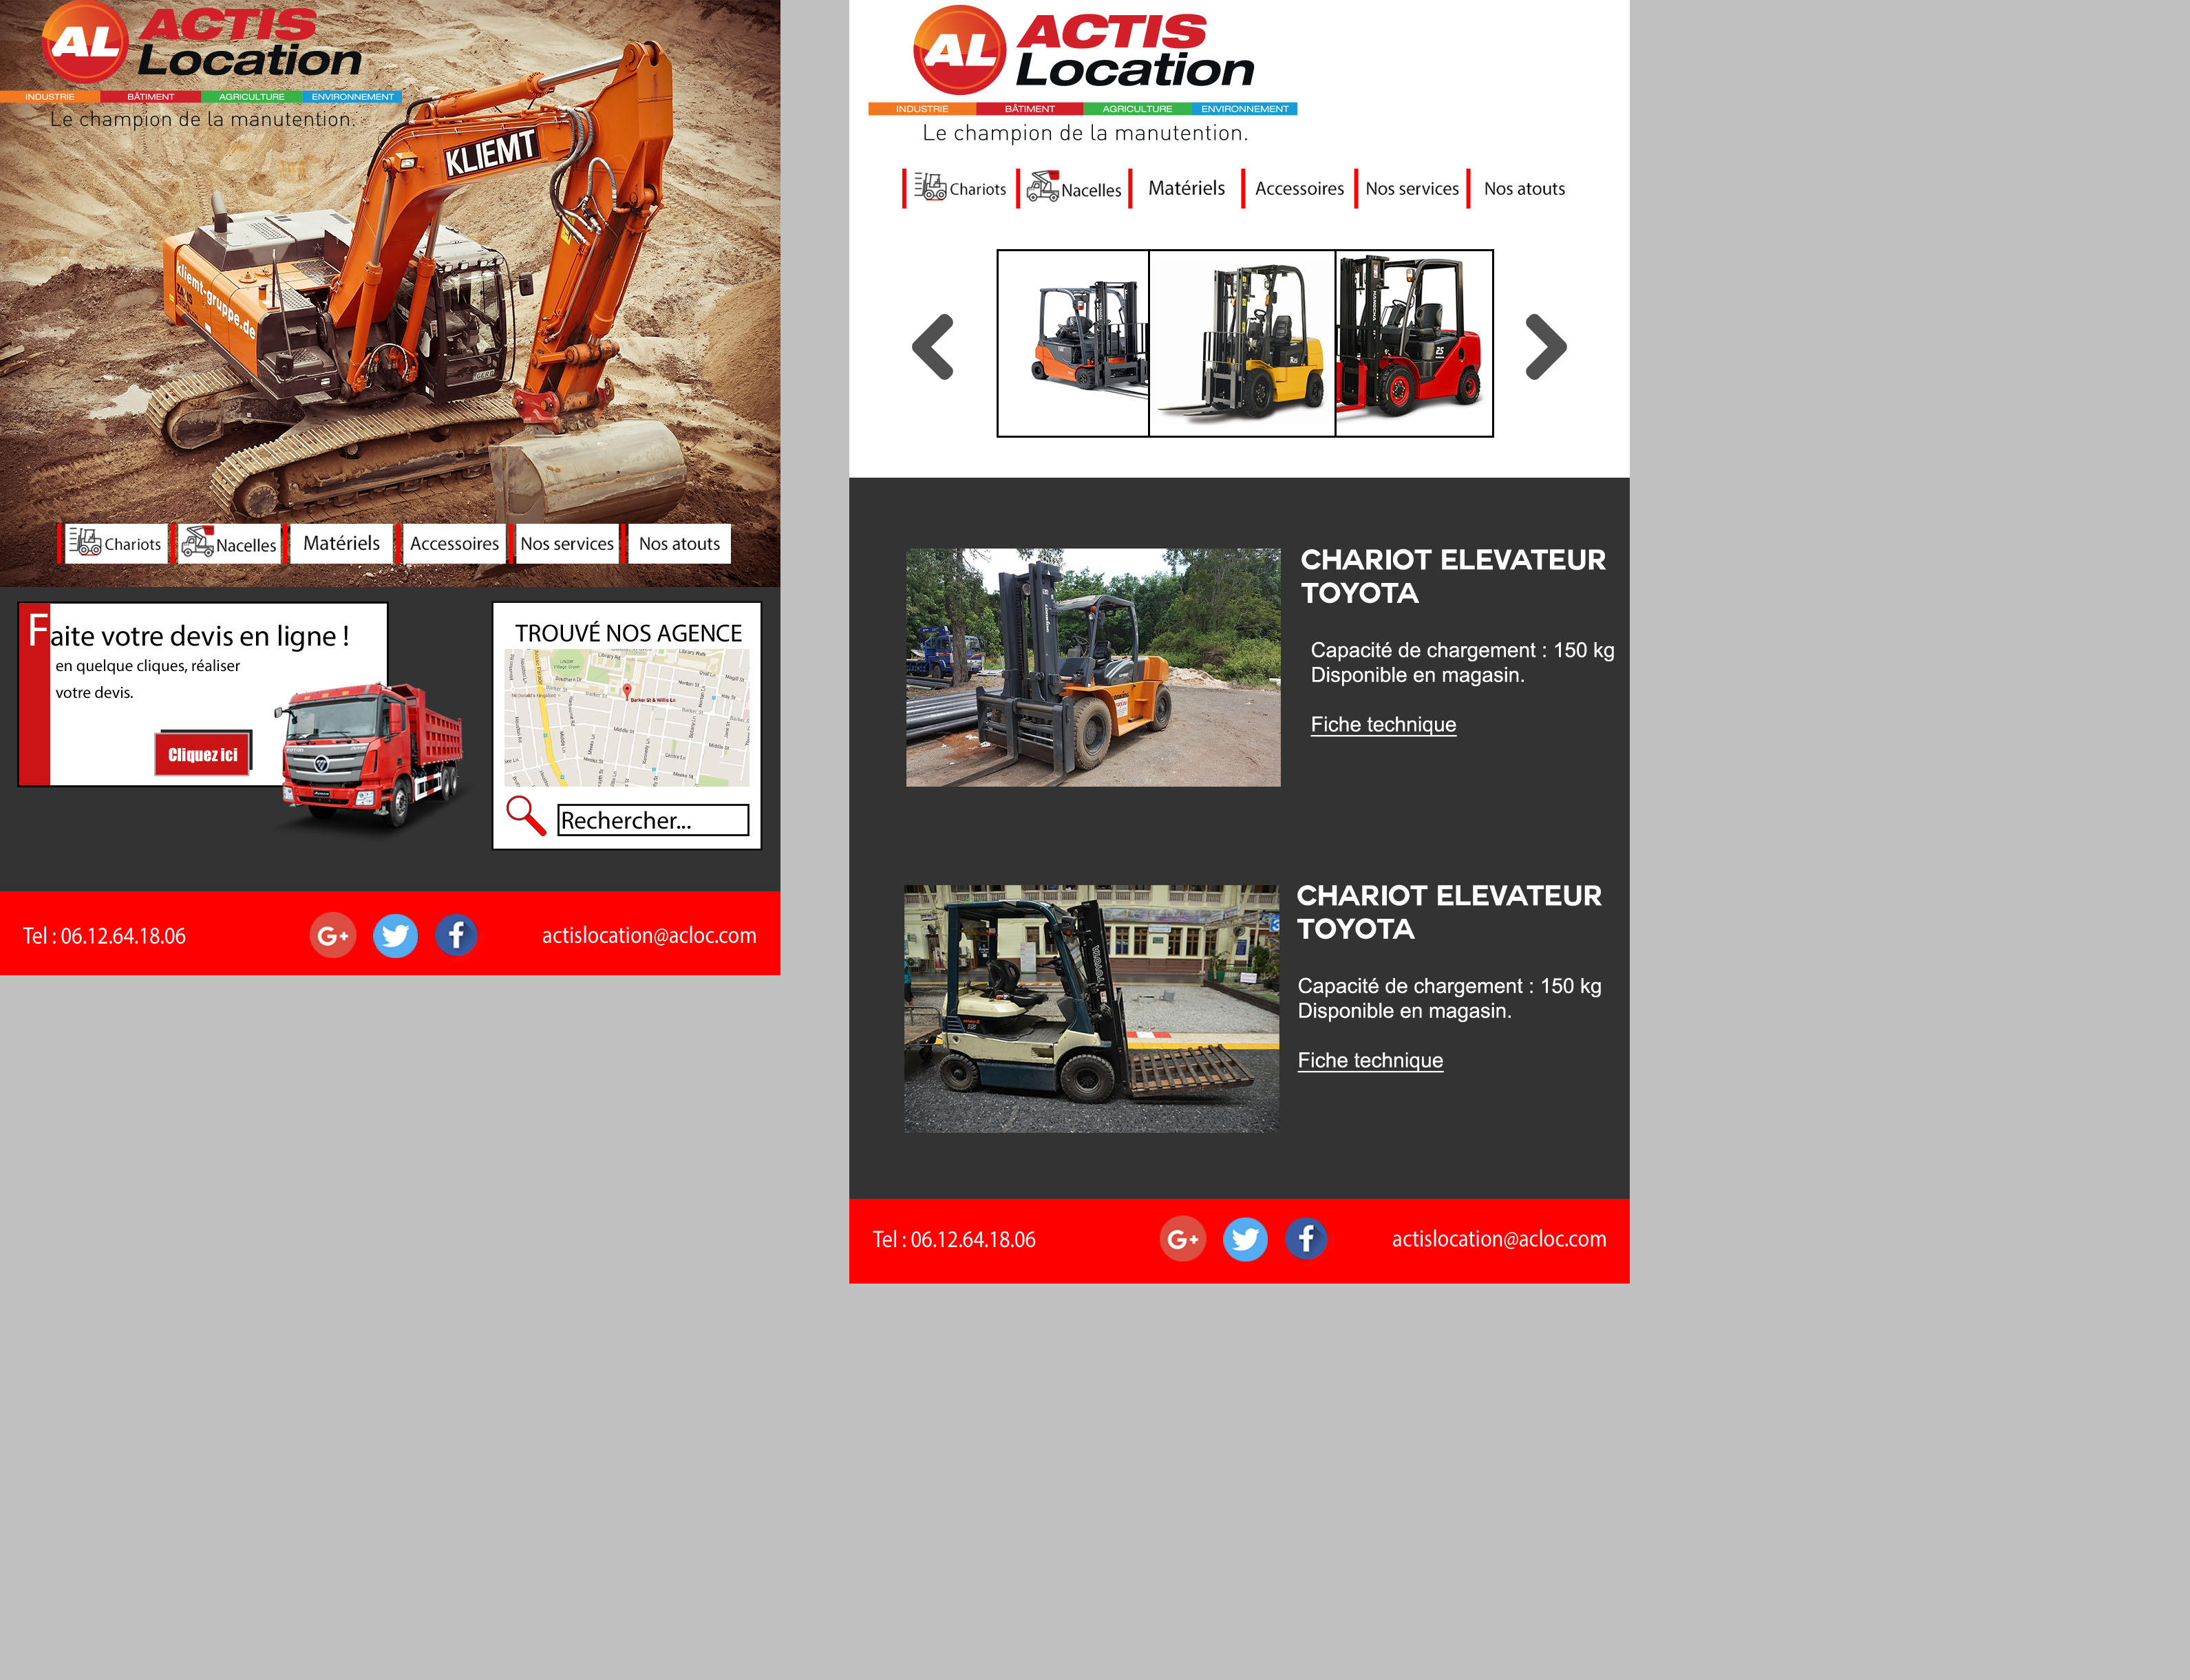 AL ACTIS
Location
INDUSTRIE BÂTIMENT AGRICULTURE ENVIRONNEMENT
Le champion de la manutention.
KLIEMT
kliemt-gruppe.de
Chariots Nacelles Matériels Accessoires Nos services Nos atouts
Faite votre devis en ligne !
en quelque cliques, réaliser
votre devis.
Cliquez ici
TROUVÉ NOS AGENCE
Barker St & Willis Ln
Rechercher...
Tel : 06.12.64.18.06
G+
f
actislocation@acloc.com
AL ACTIS
Location
INDUSTRIE BÂTIMENT AGRICULTURE ENVIRONNEMENT
Le champion de la manutention.
Chariots Nacelles Matériels Accessoires Nos services Nos atouts
25
CHARIOT ELEVATEUR
TOYOTA
Capacité de chargement : 150 kg
Disponible en magasin.
Fiche technique
CHARIOT ELEVATEUR
TOYOTA
Capacité de chargement : 150 kg
Disponible en magasin.
Fiche technique
Tel : 06.12.64.18.06
G+
f
actislocation@acloc.com